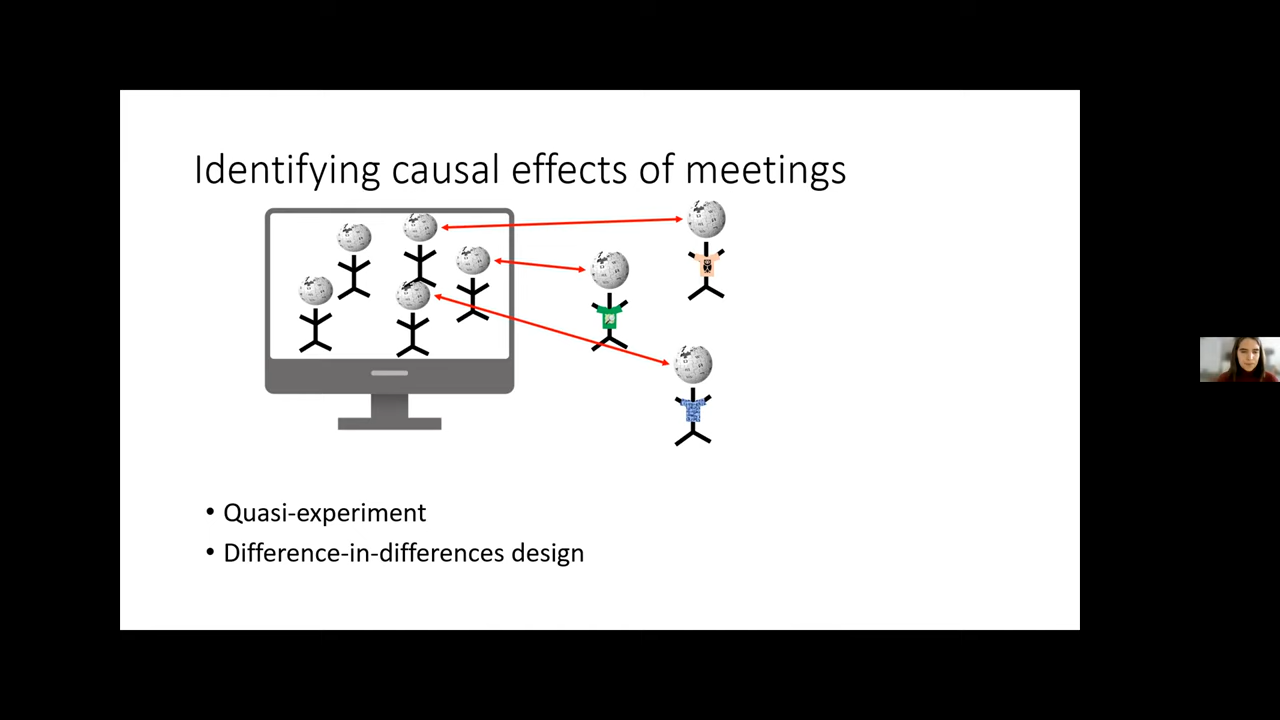 Identifying causal effects of meetings
• Quasi-experiment
• Difference-in-differences design